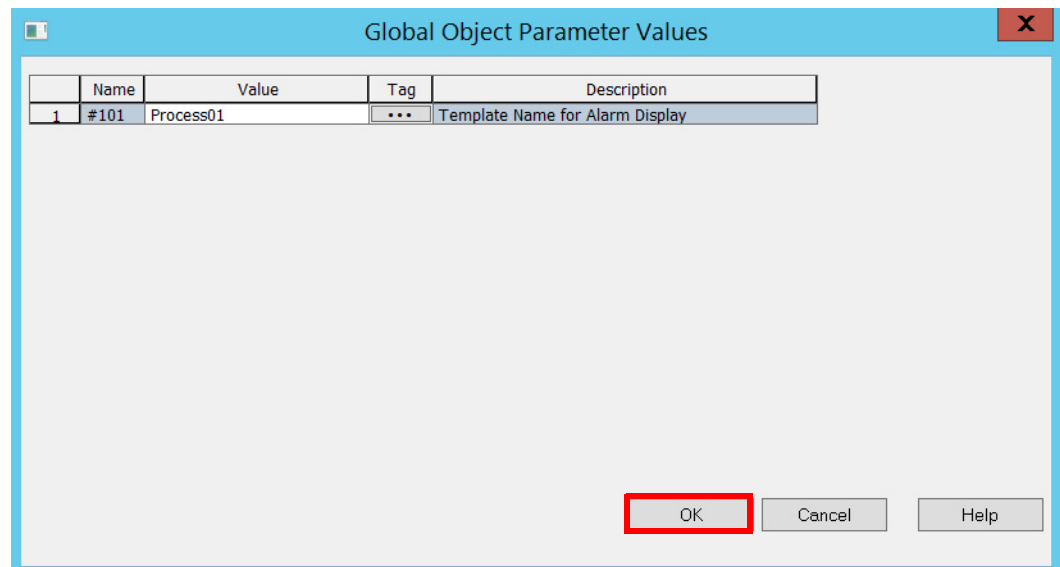 Global Object Parameter Values
X
Name Value Tag Description
1 #101 Process01 ... Template Name for Alarm Display
OK Cancel Help